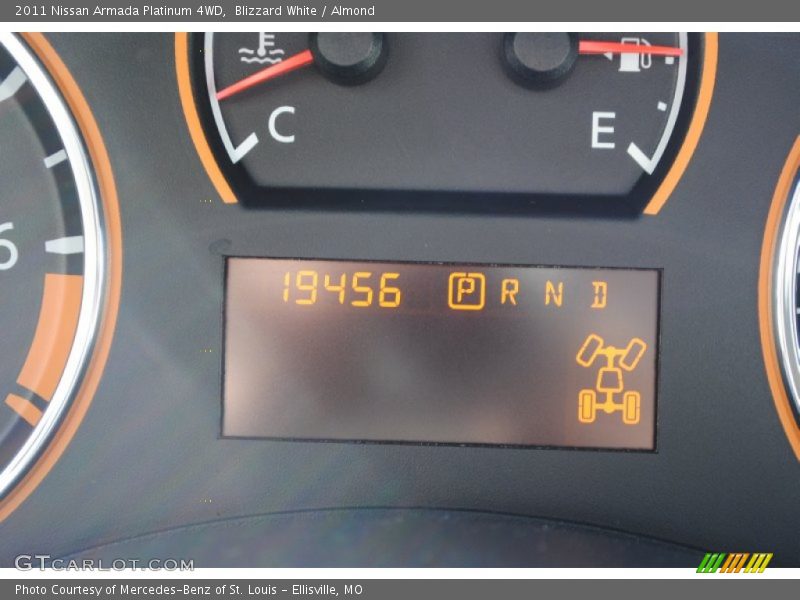 2011 Nissan Armada Platinum 4WD,  Blizzard White / Almond
C
E
6
19456 P R N D
GTCARLOT.COM
Photo Courtesy of Mercedes-Benz of St. Louis - Ellisville, MO